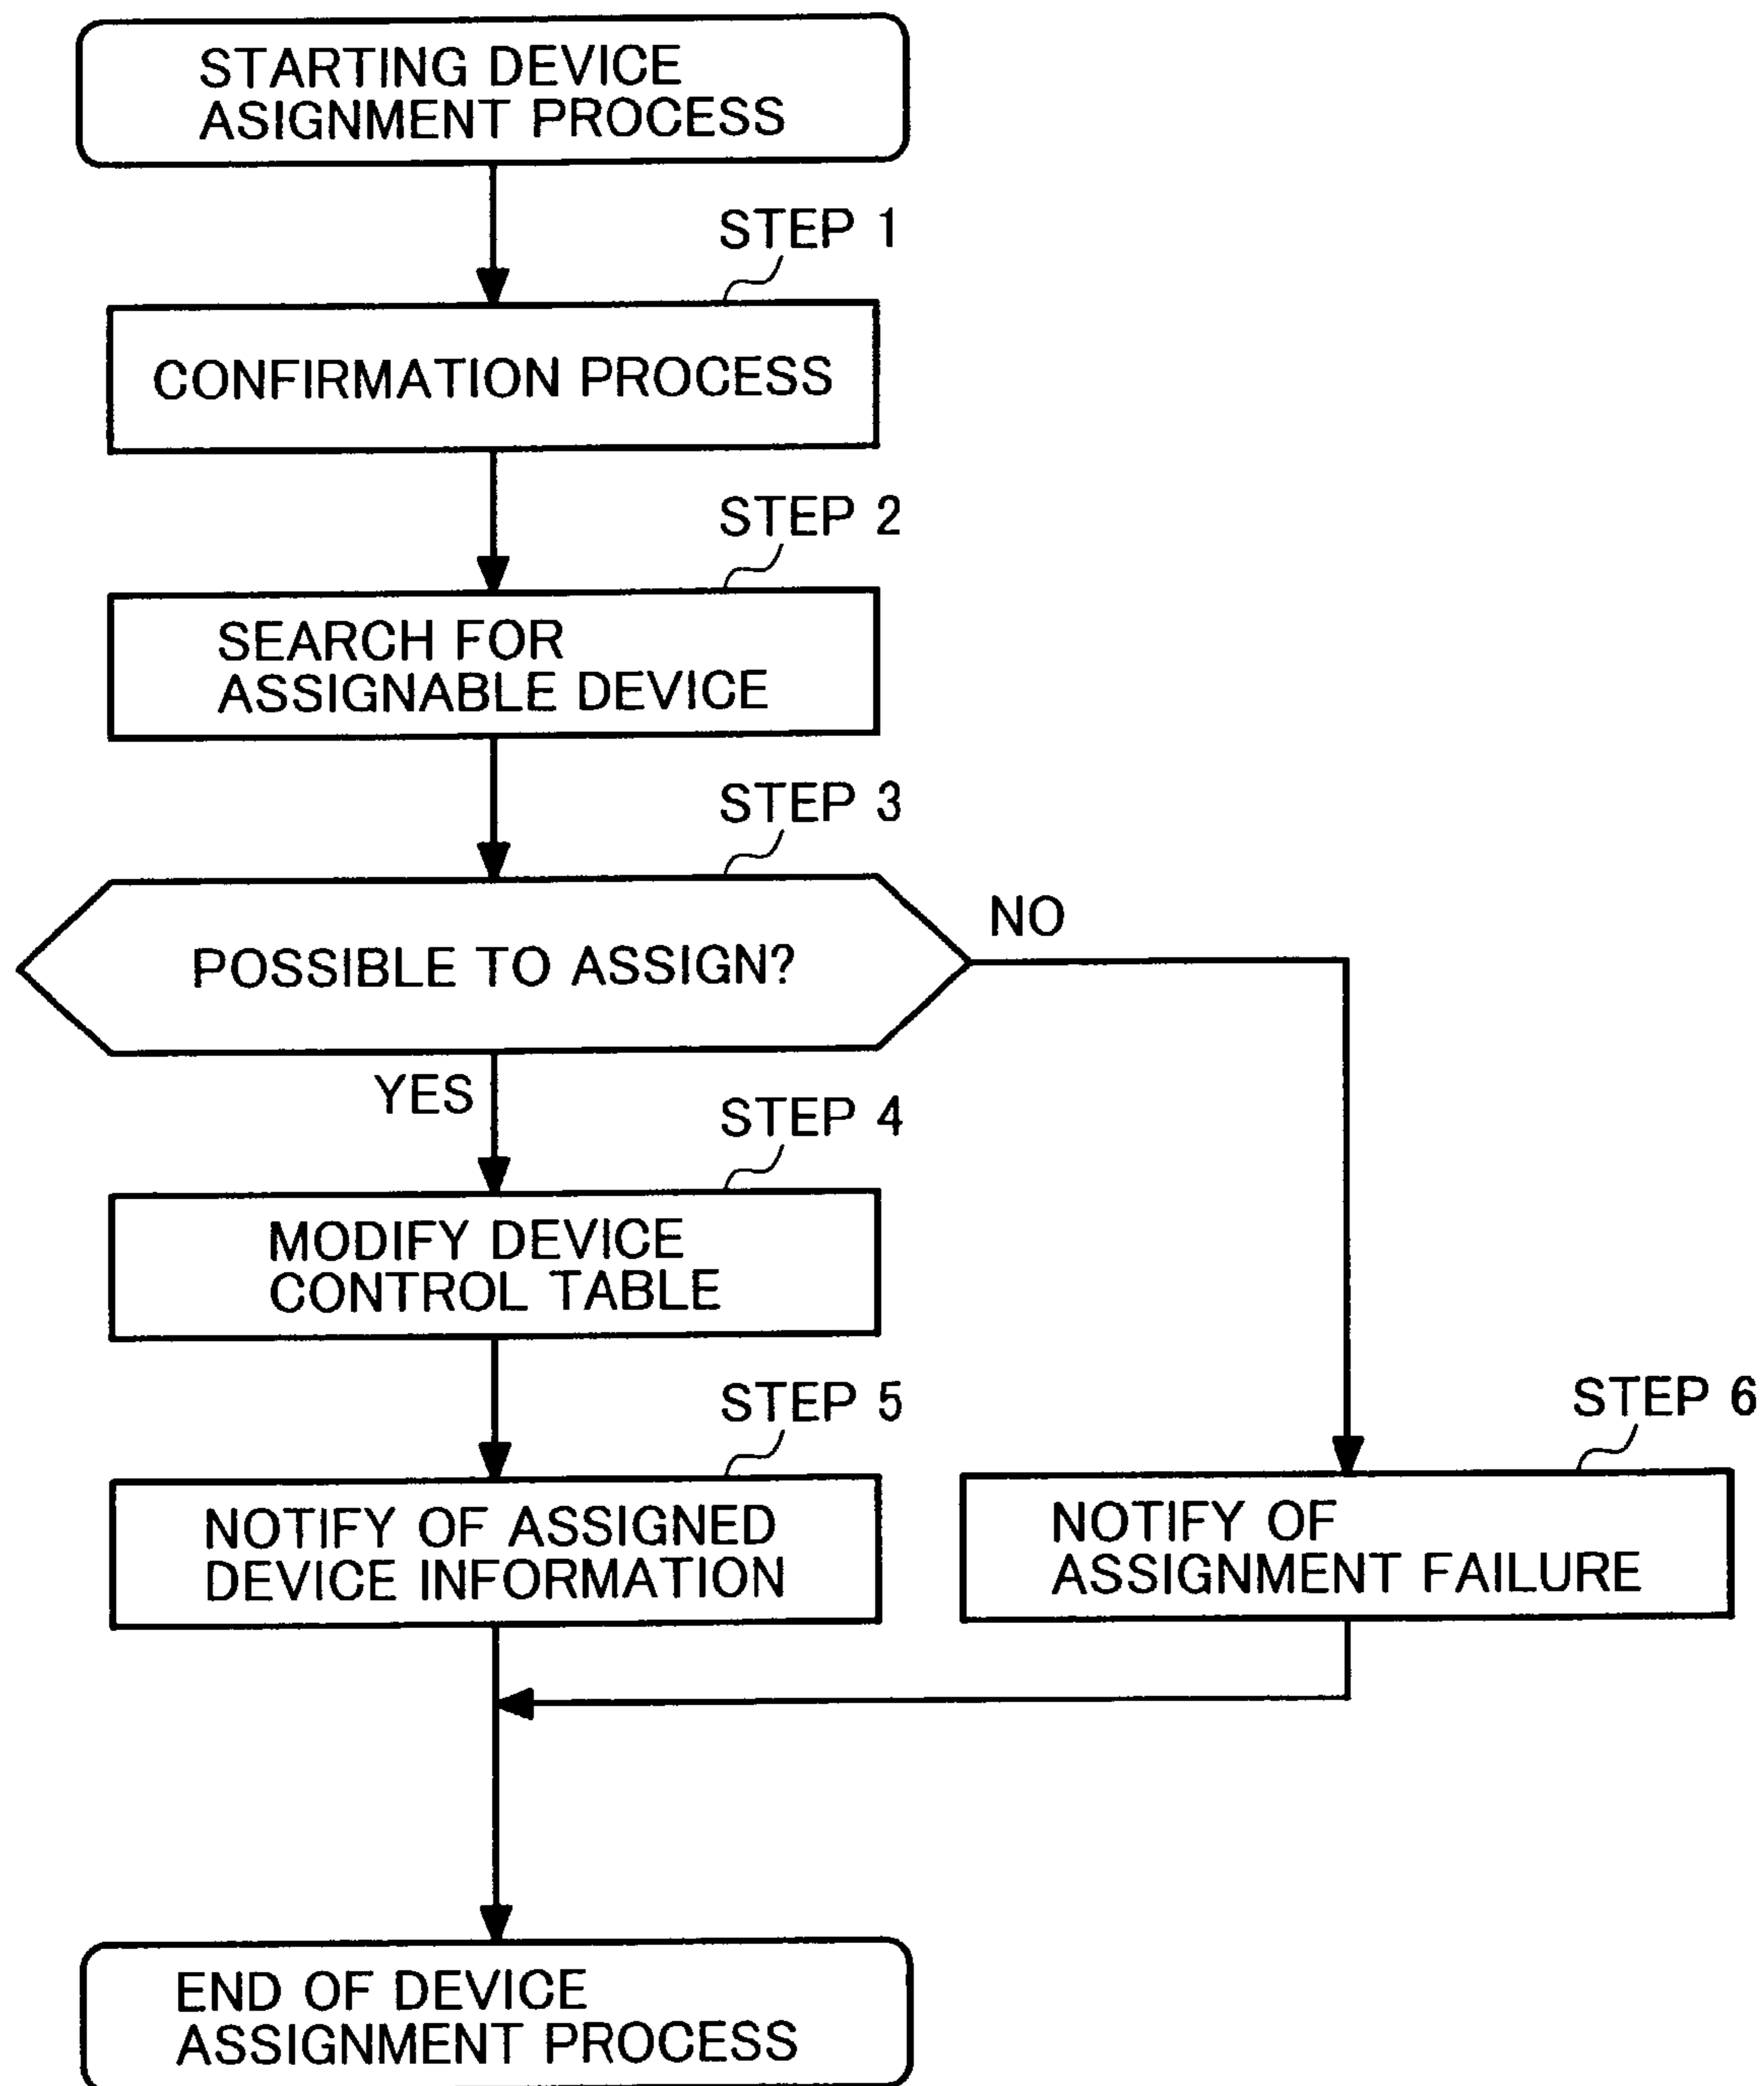 STARTING DEVICE
ASIGNMENT PROCESS
STEP 1
CONFIRMATION PROCESS
STEP 2
SEARCH FOR
ASSIGNABLE DEVICE
STEP 3
POSSIBLE TO ASSIGN?
NO
YES
STEP 4
MODIFY DEVICE
CONTROL TABLE
STEP 5
NOTIFY OF ASSIGNED
DEVICE INFORMATION
STEP 6
NOTIFY OF
ASSIGNMENT FAILURE
END OF DEVICE
ASSIGNMENT PROCESS